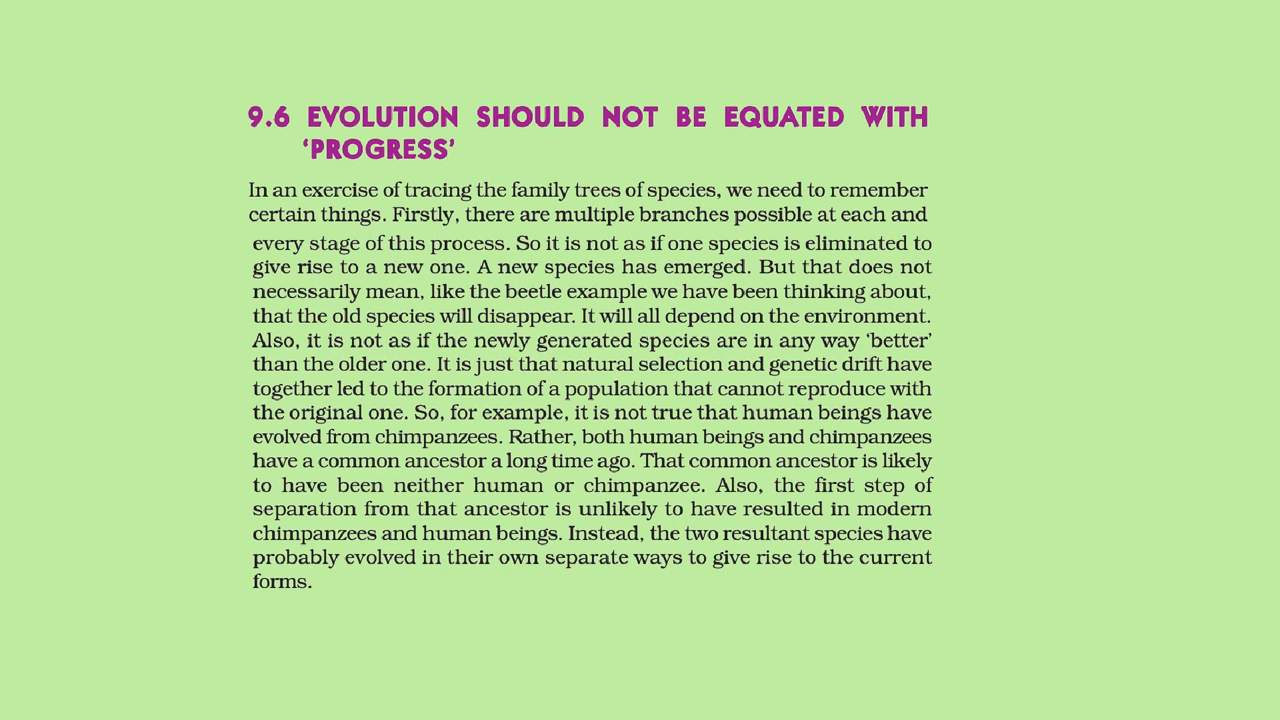 9.6 EVOLUTION SHOULD NOT BE EQUATED WITH
‘PROGRESS’
In an exercise of tracing the family trees of species, we need to remember
certain things. Firstly, there are multiple branches possible at each and
every stage of this process. So it is not as if one species is eliminated to
give rise to a new one. A new species has emerged. But that does not
necessarily mean, like the beetle example we have been thinking about,
that the old species will disappear. It will all depend on the environment.
Also, it is not as if the newly generated species are in any way ‘better’
than the older one. It is just that natural selection and genetic drift have
together led to the formation of a population that cannot reproduce with
the original one. So, for example, it is not true that human beings have
evolved from chimpanzees. Rather, both human beings and chimpanzees
have a common ancestor a long time ago. That common ancestor is likely
to have been neither human or chimpanzee. Also, the first step of
separation from that ancestor is unlikely to have resulted in modern
chimpanzees and human beings. Instead, the two resultant species have
probably evolved in their own separate ways to give rise to the current
forms.